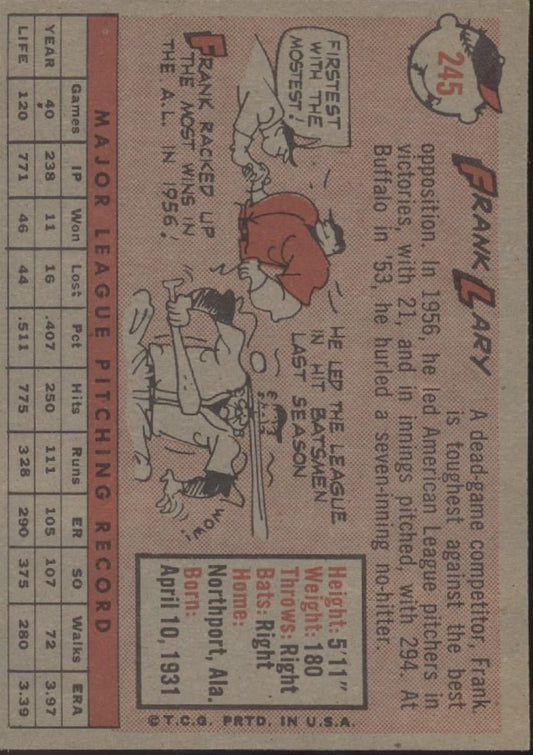 245
FRANK LARY
A dead-game competitor, Frank
is toughest against the best
opposition. In 1956, he led American League pitchers in
victories, with 21, and in innings pitched, with 294. At
Buffalo in '53, he hurled a seven-inning no-hitter.
FIRSTEST
WITH THE
MOSTEST!
FRANK RACKED UP
THE MOST WINS IN
THE A.L. IN 1956!
HE LED THE LEAGUE
IN HIT BATSMEN
LAST SEASON
WOW!
Height: 5'11"
Weight: 180
Throws: Right
Bats: Right
Home:
Northport, Ala.
Born:
April 10, 1931
MAJOR LEAGUE PITCHING RECORD
Games IP Won Lost Pct Hits Runs ER SO Walks ERA
YEAR 40 238 11 16 .407 250 111 105 107 72 3.97
LIFE 120 771 46 44 .511 775 328 290 375 280 3.39
©T.C.G. PRTD. IN U.S.A.